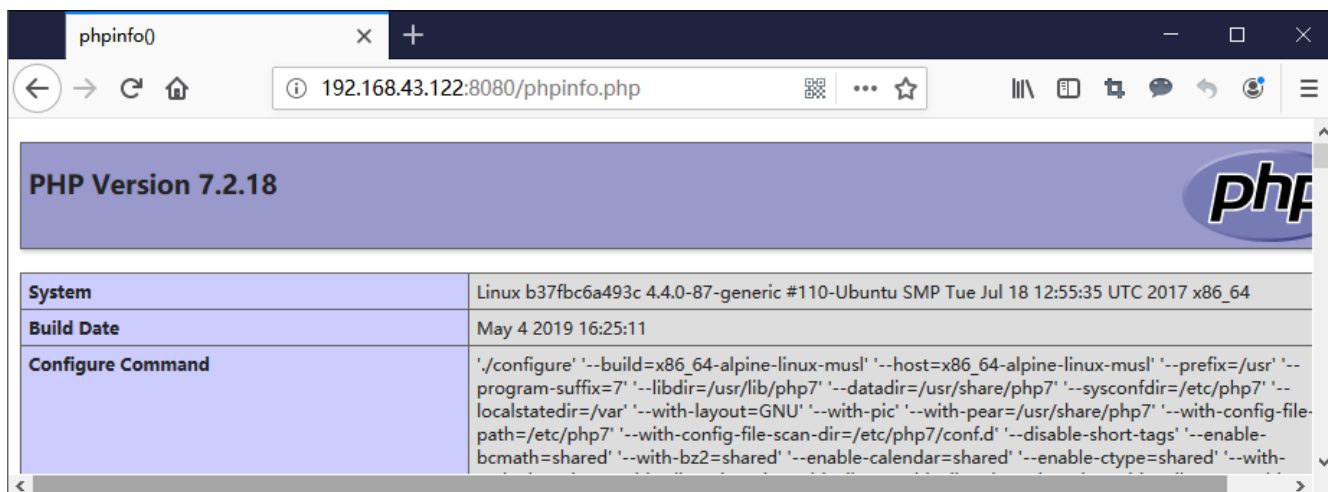 phpinfo()
192.168.43.122:8080/phpinfo.php
PHP Version 7.2.18
php
System
Linux b37fbc6a493c 4.4.0-87-generic #110-Ubuntu SMP Tue Jul 18 12:55:35 UTC 2017 x86_64
Build Date
May 4 2019 16:25:11
Configure Command
'./configure' '--build=x86_64-alpine-linux-musl' '--host=x86_64-alpine-linux-musl' '--prefix=/usr' '--
program-suffix=7' '--libdir=/usr/lib/php7' '--datadir=/usr/share/php7' '--sysconfdir=/etc/php7' '--
localstatedir=/var' '--with-layout=GNU' '--with-pic' '--with-pear=/usr/share/php7' '--with-config-file-
path=/etc/php7' '--with-config-file-scan-dir=/etc/php7/conf.d' '--disable-short-tags' '--enable-
bcmath=shared' '--with-bz2=shared' '--enable-calendar=shared' '--enable-ctype=shared' '--with-